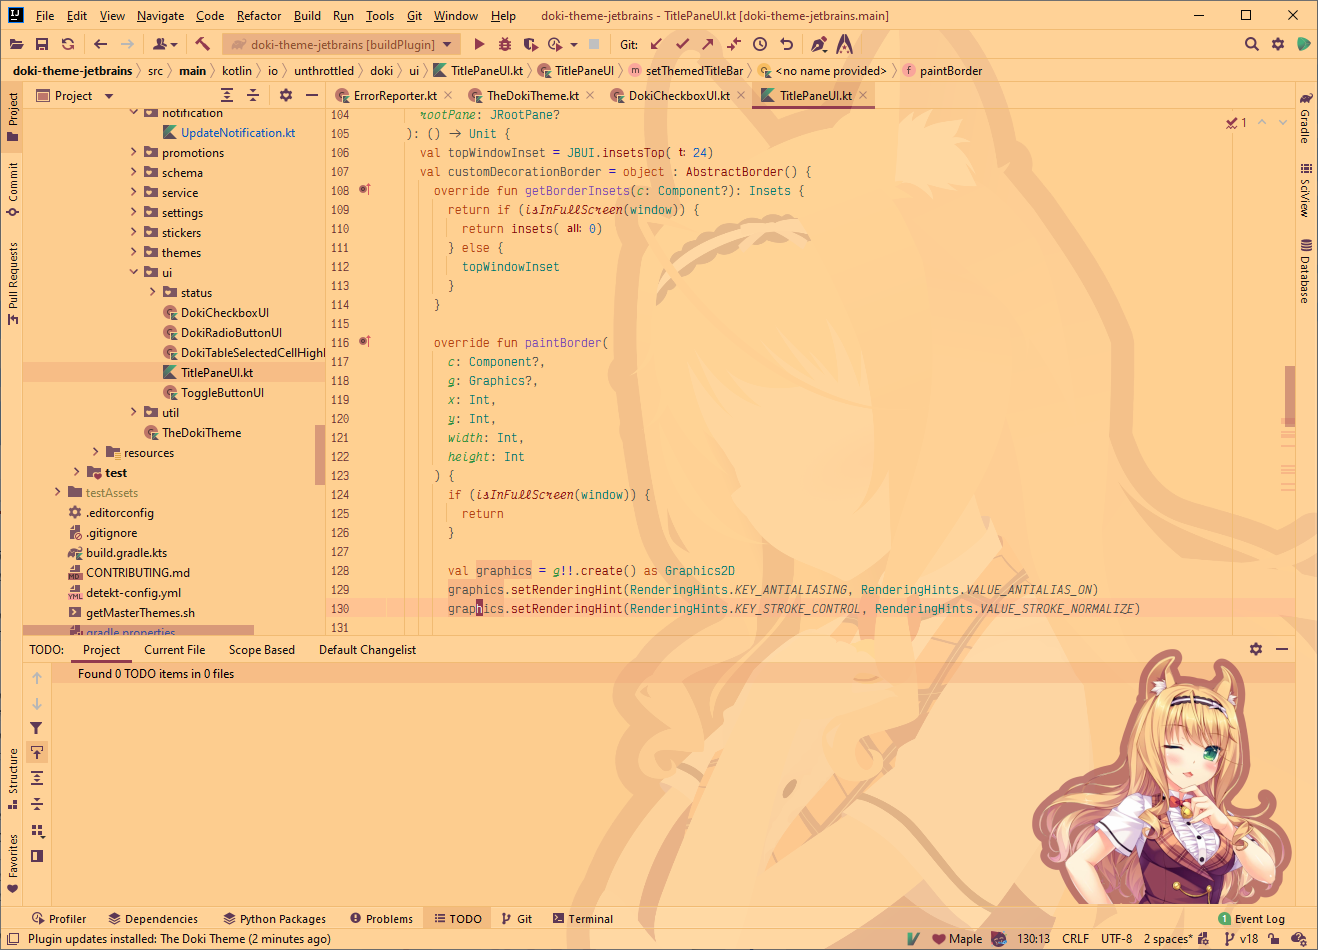 File Edit View Navigate Code Refactor Build Run Tools Git Window Help doki-theme-jetbrains - TitlePaneUI.kt [doki-theme-jetbrains.main]
doki-theme-jetbrains [buildPlugin] Git:
doki-theme-jetbrains src main kotlin io unthrottled doki ui TitlePaneUI.kt TitlePaneUI setThemedTitleBar <no name provided> paintBorder
Project
ErrorReporter.kt TheDokiTheme.kt DokiCheckboxUI.kt TitlePaneUI.kt
Project
Commit
Pull Requests
Structure
Favorites
notification
UpdateNotification.kt
promotions
schema
service
settings
stickers
themes
ui
status
DokiCheckboxUI
DokiRadioButtonUI
DokiTableSelectedCellHighl
TitlePaneUI.kt
ToggleButtonUI
util
TheDokiTheme
resources
test
testAssets
.editorconfig
.gitignore
build.gradle.kts
CONTRIBUTING.md
detekt-config.yml
getMasterThemes.sh
gradle.properties
104 rootPane: JRootPane?
105 ): () → Unit {
106 val topWindowInset = JBUI.insetsTop( t: 24)
107 val customDecorationBorder = object : AbstractBorder() {
108 override fun getBorderInsets(c: Component?): Insets {
109 return if (isInFullScreen(window)) {
110 return insets( all: 0)
111 } else {
112 topWindowInset
113 }
114 }
115
116 override fun paintBorder(
117 c: Component?,
118 g: Graphics?,
119 x: Int,
120 y: Int,
121 width: Int,
122 height: Int
123 ) {
124 if (isInFullScreen(window)) {
125 return
126 }
127
128 val graphics = g!!.create() as Graphics2D
129 graphics.setRenderingHint(RenderingHints.KEY_ANTIALIASING, RenderingHints.VALUE_ANTIALIAS_ON)
130 graphics.setRenderingHint(RenderingHints.KEY_STROKE_CONTROL, RenderingHints.VALUE_STROKE_NORMALIZE)
131
1
Gradle
SciView
Database
TODO: Project Current File Scope Based Default Changelist
Found 0 TODO items in 0 files
Profiler Dependencies Python Packages Problems TODO Git Terminal 1 Event Log
Plugin updates installed: The Doki Theme (2 minutes ago) Maple 130:13 CRLF UTF-8 2 spaces* v18